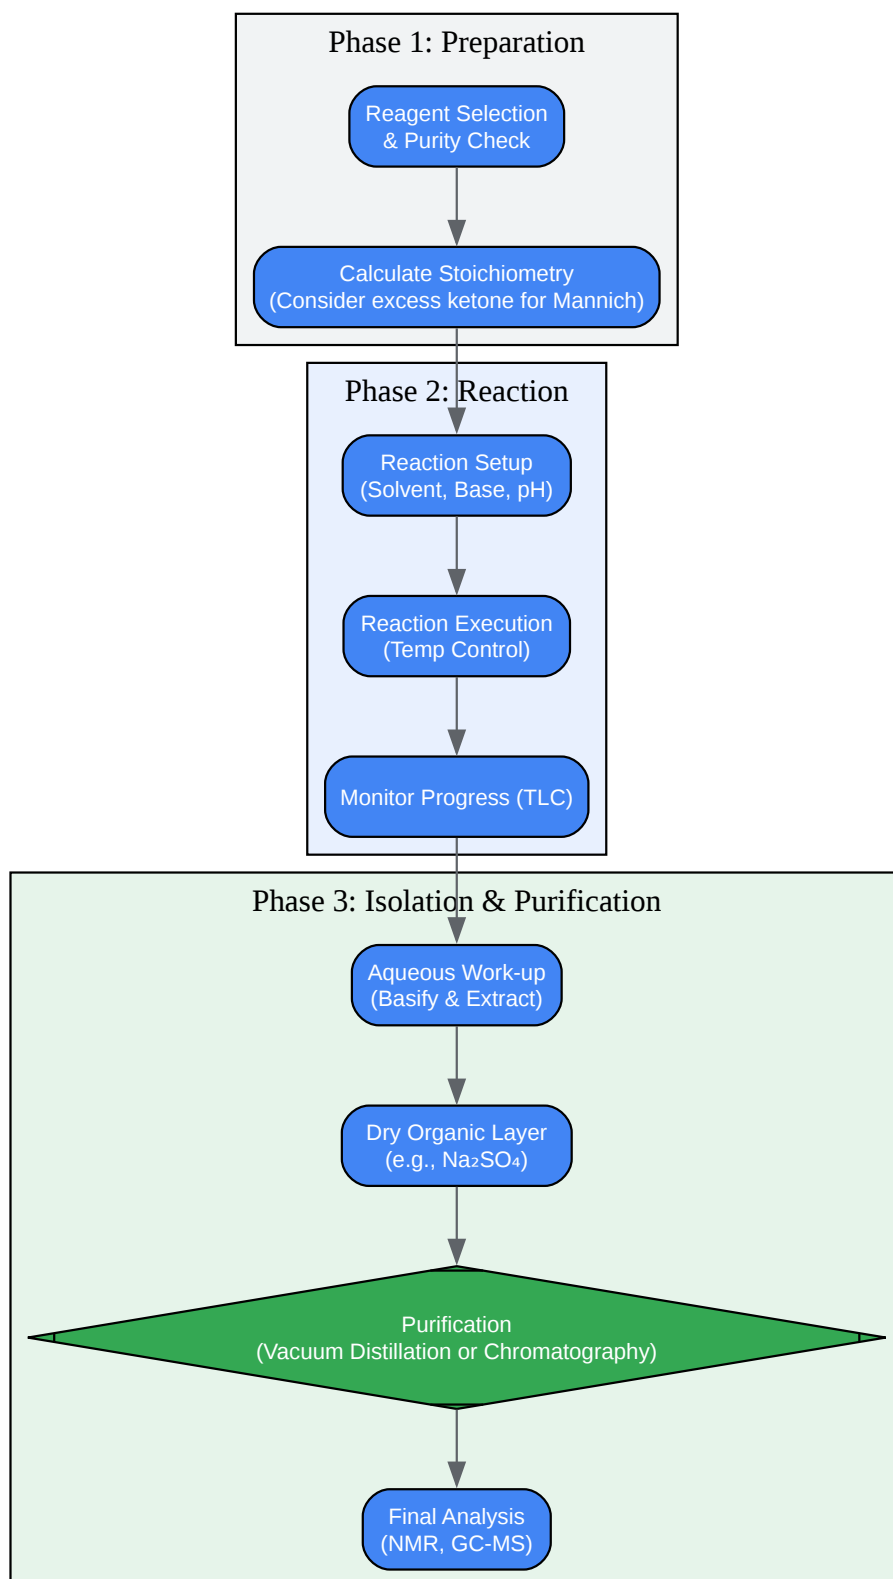 Phase 1: Preparation
Reagent Selection
& Purity Check
Calculate Stoichiometry
(Consider excess ketone for Mannich)
Phase 2: Reaction
Reaction Setup
(Solvent, Base, pH)
Reaction Execution
(Temp Control)
Monitor Progress (TLC)
Phase 3: Isolation & Purification
Aqueous Work-up
(Basify & Extract)
Dry Organic Layer
(e.g., Na₂SO₄)
Purification
(Vacuum Distillation or Chromatography)
Final Analysis
(NMR, GC-MS)